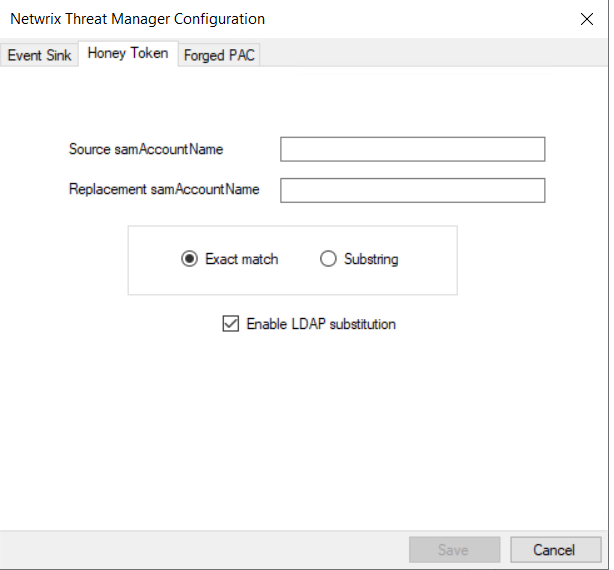 Netwrix Threat Manager Configuration
Event Sink Honey Token Forged PAC
Source samAccountName
Replacement samAccountName
Exact match Substring
Enable LDAP substitution
Save Cancel